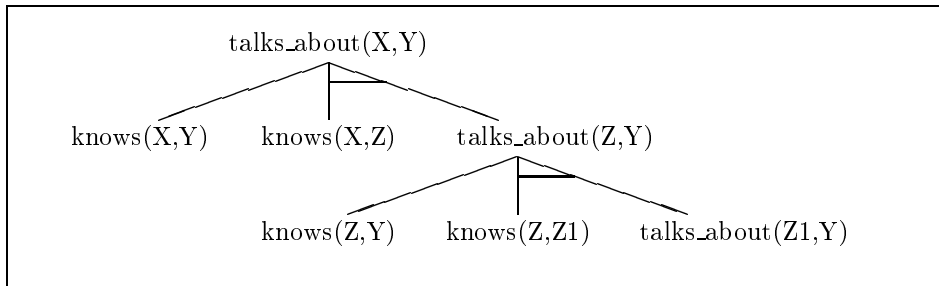 talks_about(X,Y)
knows(X,Y) knows(X,Z) talks_about(Z,Y)
knows(Z,Y) knows(Z,Z1) talks_about(Z1,Y)